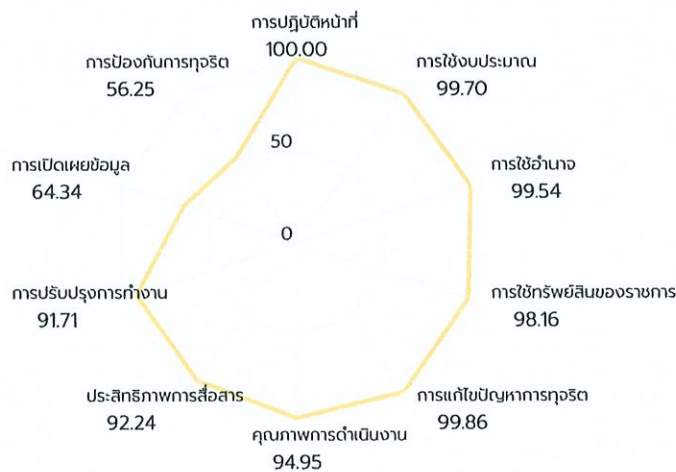 การปฏิบัติหน้าที่
100.00
การใช้งบประมาณ
99.70
การใช้อำนาจ
99.54
การใช้ทรัพย์สินของราชการ
98.16
การแก้ไขปัญหาการทุจริต
99.86
คุณภาพการดำเนินงาน
94.95
ประสิทธิภาพการสื่อสาร
92.24
การปรับปรุงการทำงาน
91.71
การเปิดเผยข้อมูล
64.34
การป้องกันการทุจริต
56.25
50
0